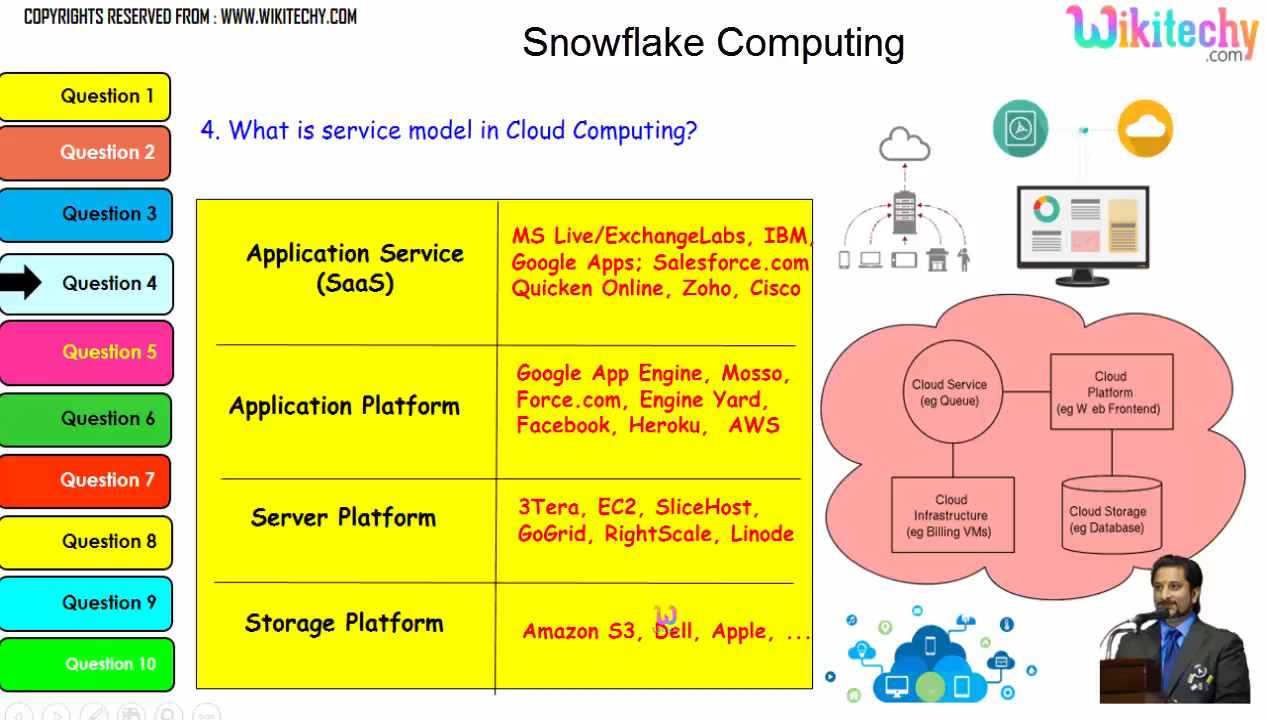 COPYRIGHTS RESERVED FROM : WWW.WIKITECHY.COM
Snowflake Computing
Wikitechy
.com
Question 1
Question 2
Question 3
Question 4
Question 5
Question 6
Question 7
Question 8
Question 9
Question 10
4. What is service model in Cloud Computing?
Application Service
(SaaS)
MS Live/ExchangeLabs, IBM,
Google Apps; Salesforce.com
Quicken Online, Zoho, Cisco
Application Platform
Google App Engine, Mosso,
Force.com, Engine Yard,
Facebook, Heroku, AWS
Server Platform
3Tera, EC2, SliceHost,
GoGrid, RightScale, Linode
Storage Platform
Amazon S3, Dell, Apple, ...
Cloud Service
(eg Queue)
Cloud
Platform
(eg W eb Frontend)
Cloud
Infrastructure
(eg Billing VMs)
Cloud Storage
(eg Database)